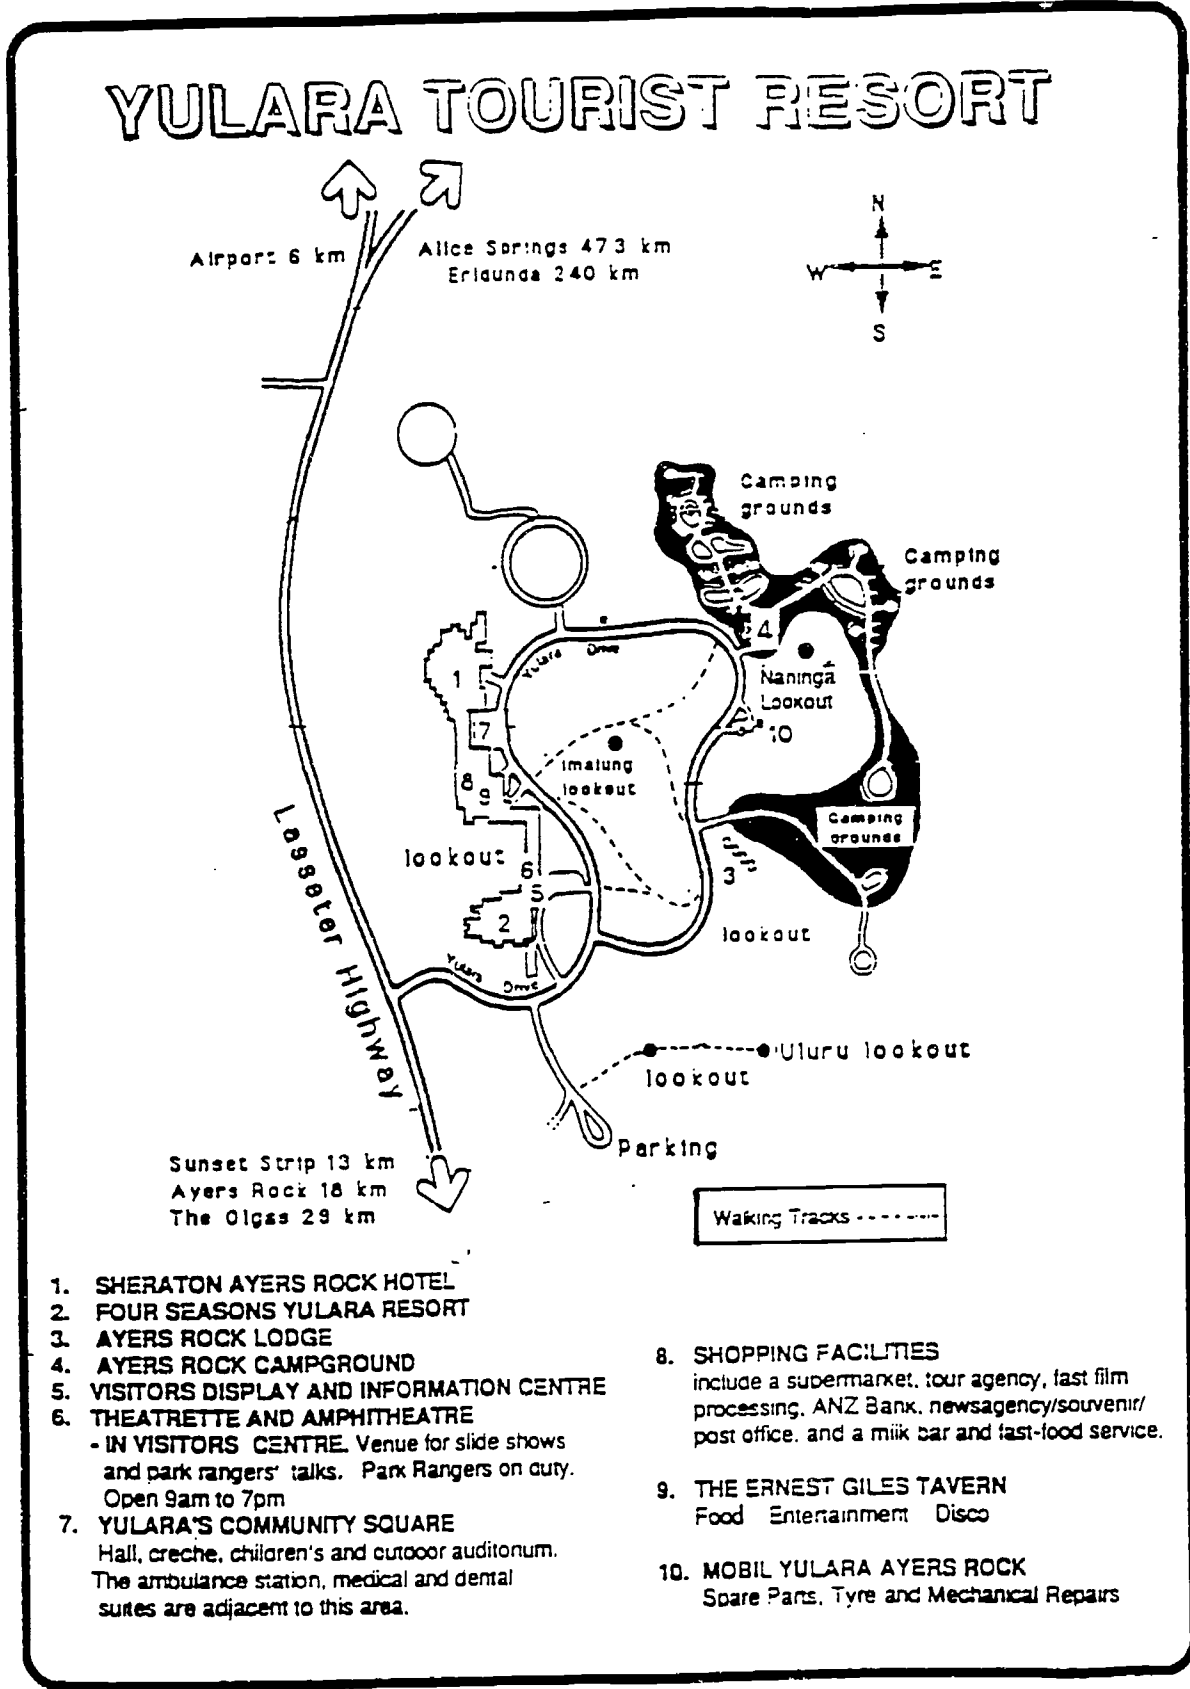 YULARA TOURIST RESORT
Airport 6 km
Alice Springs 473 km
Erldunda 240 km
N
W E
S
Camping
grounds
Camping
grounds
4
Yulara Drive
Naninga
Lookout
1
7
10
Imalung
lookout
8
9
Camping
grounds
Lasseter Highway
lookout
6
3
5
2
lookout
Yulara
Drive
Uluru lookout
lookout
Parking
Sunset Strip 13 km
Ayers Rock 18 km
The Olgas 29 km
Walking Tracks
1. SHERATON AYERS ROCK HOTEL
2. FOUR SEASONS YULARA RESORT
3. AYERS ROCK LODGE
4. AYERS ROCK CAMPGROUND
5. VISITORS DISPLAY AND INFORMATION CENTRE
6. THEATRETTE AND AMPHITHEATRE
- IN VISITORS CENTRE. Venue for slide shows
and park rangers' talks. Park Rangers on duty.
Open 9am to 7pm
7. YULARA'S COMMUNITY SQUARE
Hall, creche, children's and outdoor auditorium.
The ambulance station, medical and dental
suites are adjacent to this area.
8. SHOPPING FACILITIES
include a supermarket, tour agency, fast film
processing, ANZ Bank, newsagency/souvenir/
post office, and a milk bar and fast-food service.
9. THE ERNEST GILES TAVERN
Food Entertainment Disco
10. MOBIL YULARA AYERS ROCK
Spare Parts, Tyre and Mechanical Repairs